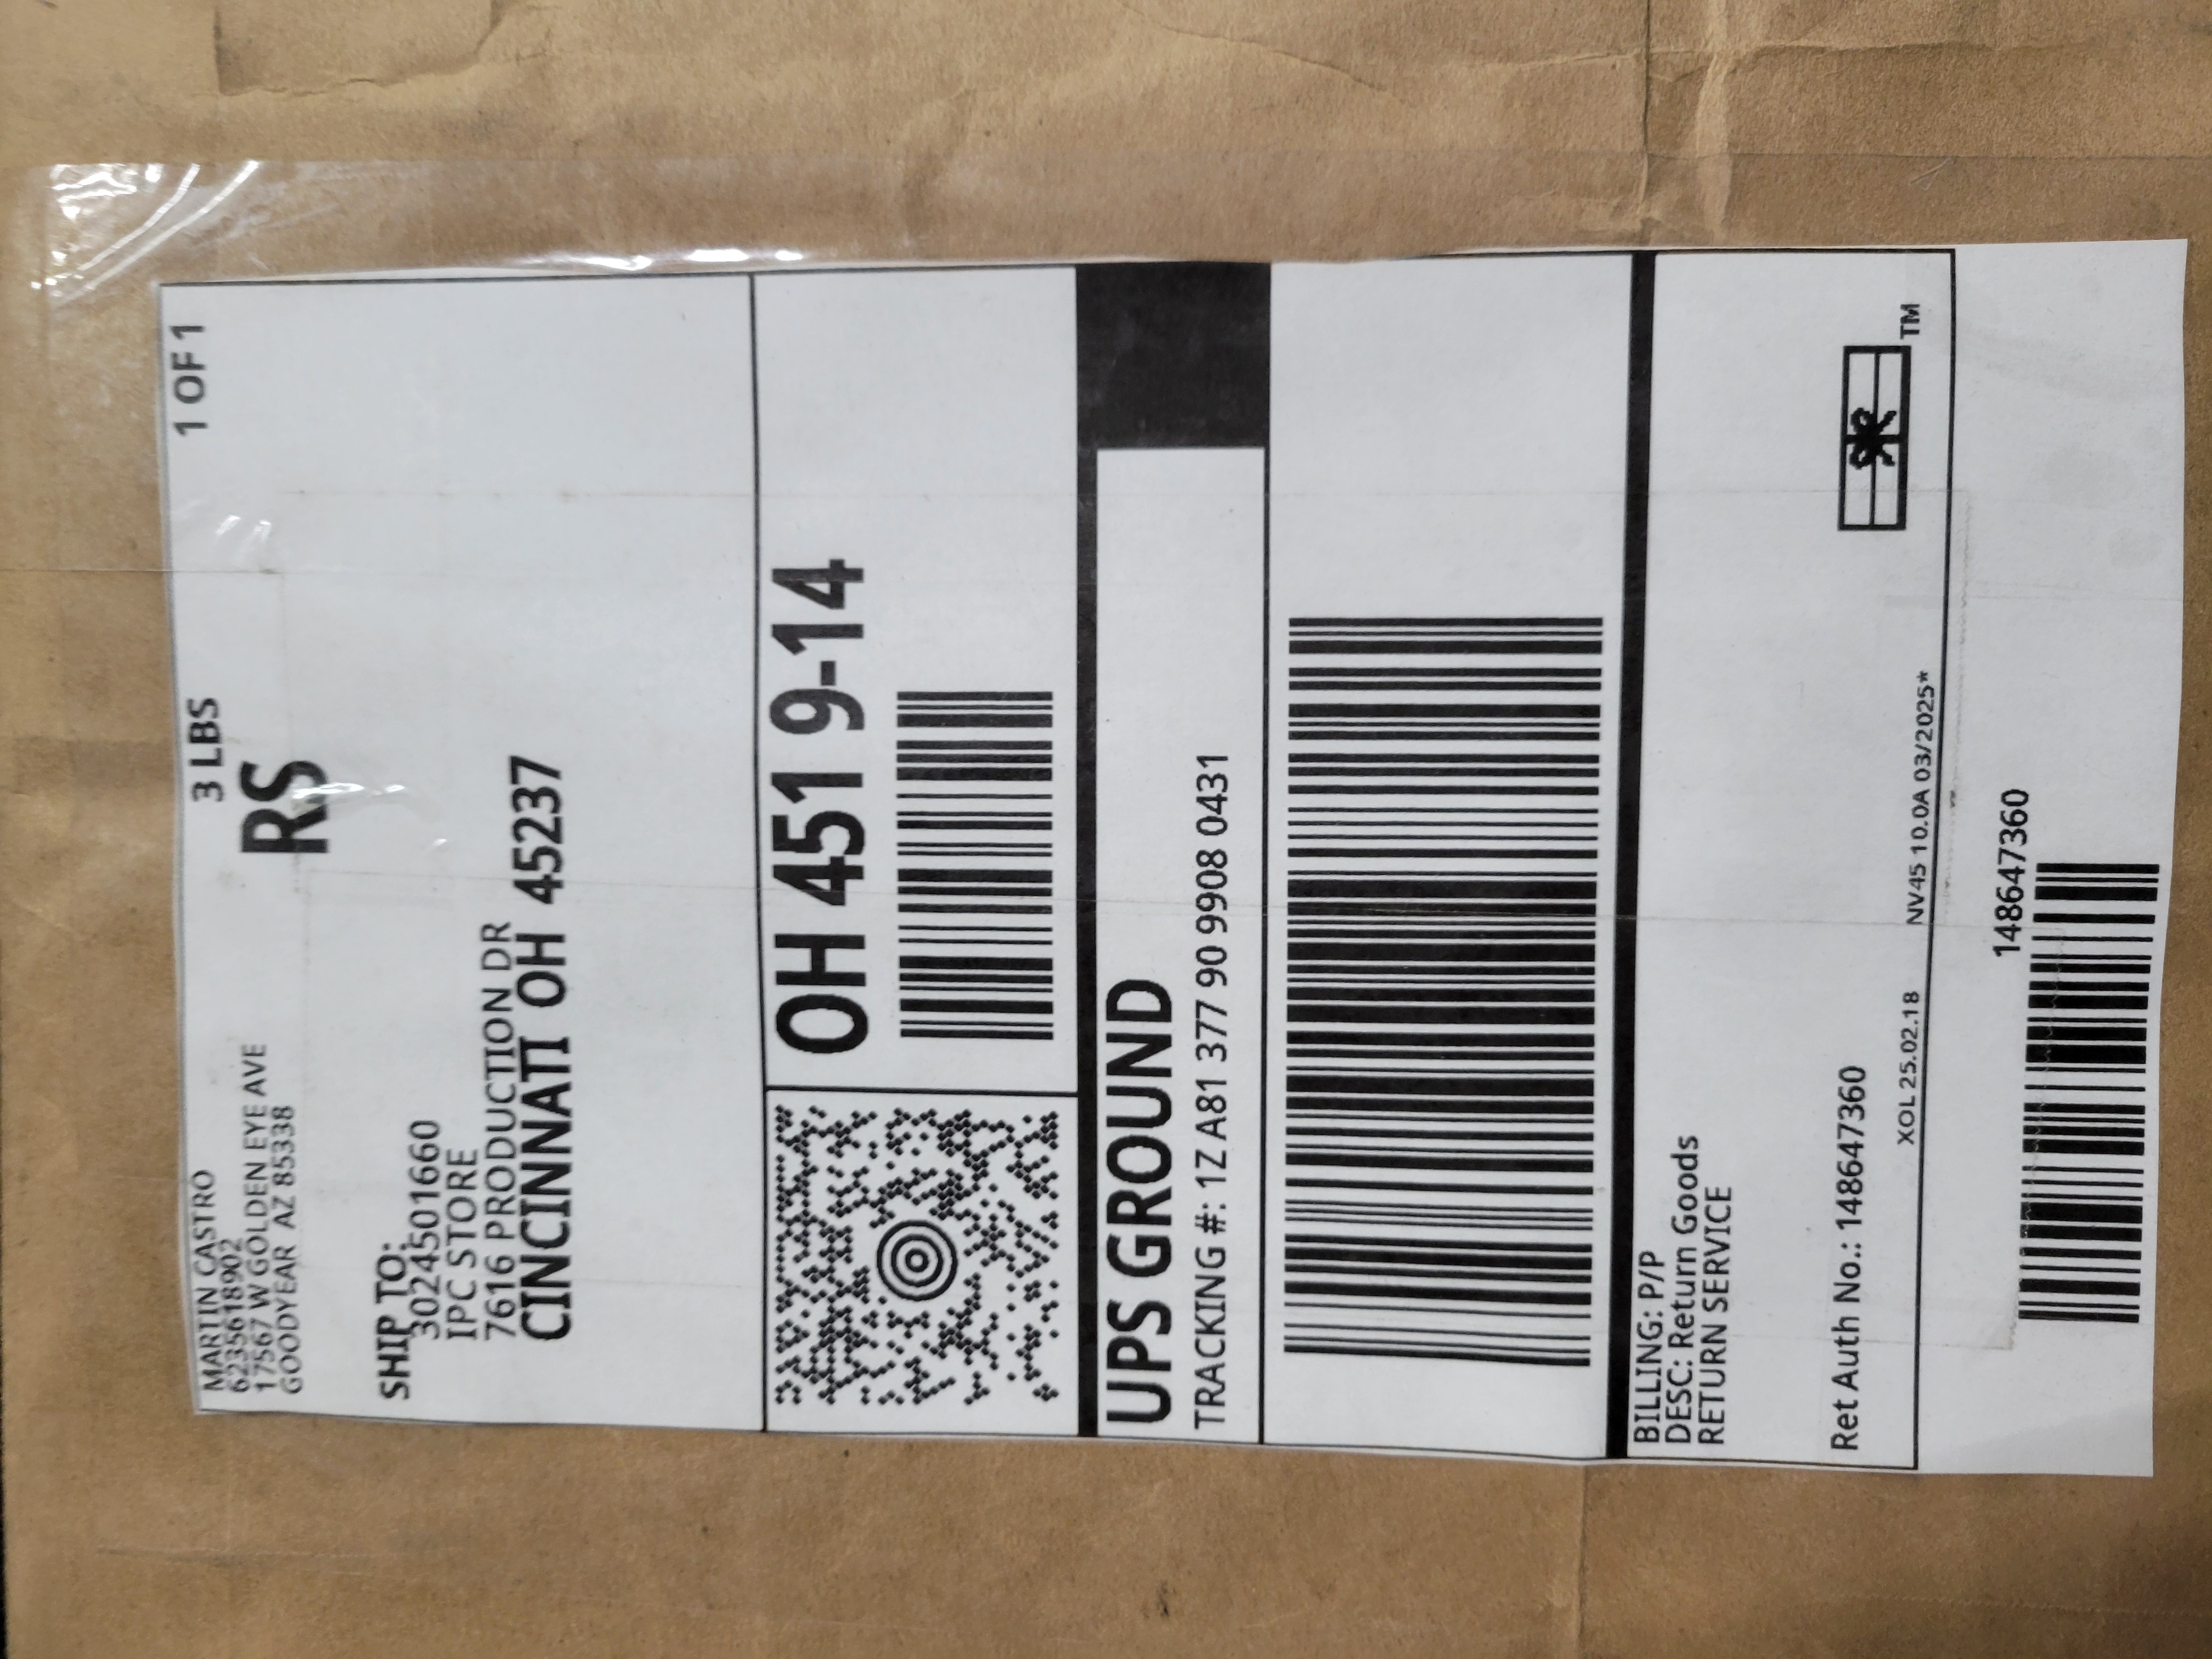 MARTIN CASTRO
6235618902
17567 W GOLDEN EYE AVE
GOODYEAR AZ 85338
3 LBS
1 OF 1
RS
SHIP TO:
3024501660
IPC STORE
7616 PRODUCTION DR
CINCINNATI OH 45237
OH 451 9-14
UPS GROUND
TRACKING #: 1Z A81 377 90 9908 0431
BILLING: P/P
DESC: Return Goods
RETURN SERVICE
Ret Auth No.: 148647360
XOL 25.02.18 NV45 10.0A 03/2025*
TM
148647360